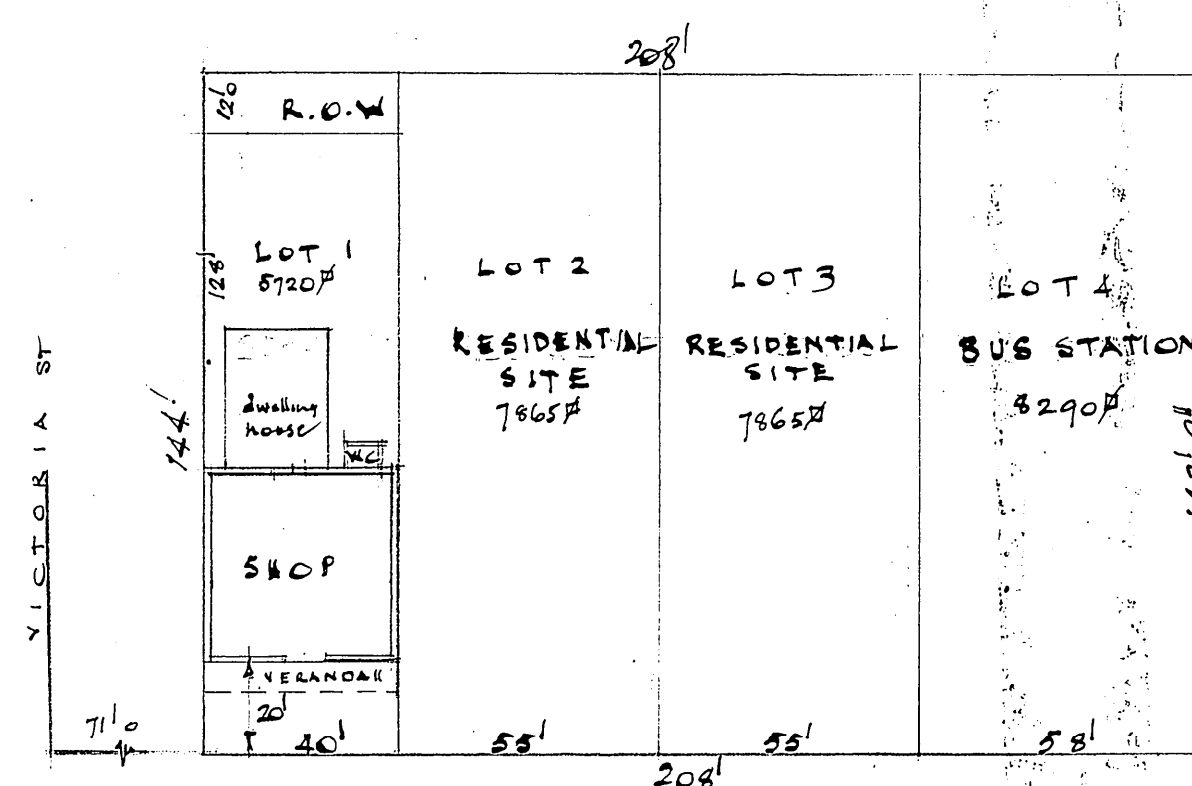 208'
12'0
R.O.W
LOT 1
5720
128'
LOT 2
RESIDENTIAL
SITE
7865
LOT 3
RESIDENTIAL
SITE
7865
LOT 4
BUS STATION
8290
VICTORIA ST
144'
dwelling
house
WC
SHOP
VERANDAH
20'
71'0
40'
55'
55'
58'
208'